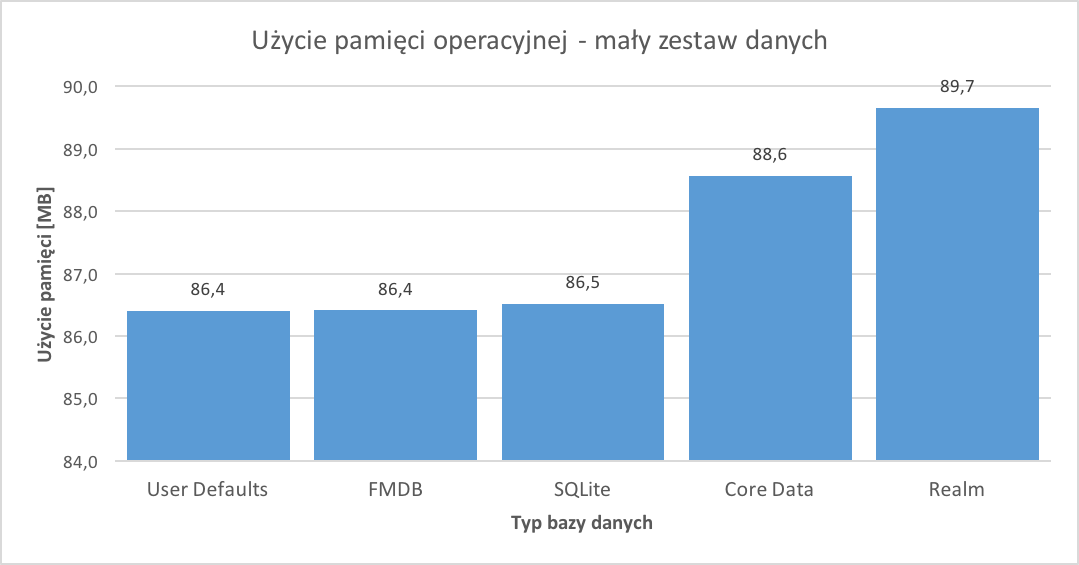 Użycie pamięci operacyjnej - mały zestaw danych
Użycie pamięci [MB]
90,0
89,0
88,0
87,0
86,0
85,0
84,0
86,4
86,4
86,5
88,6
89,7
User Defaults
FMDB
SQLite
Core Data
Realm
Typ bazy danych